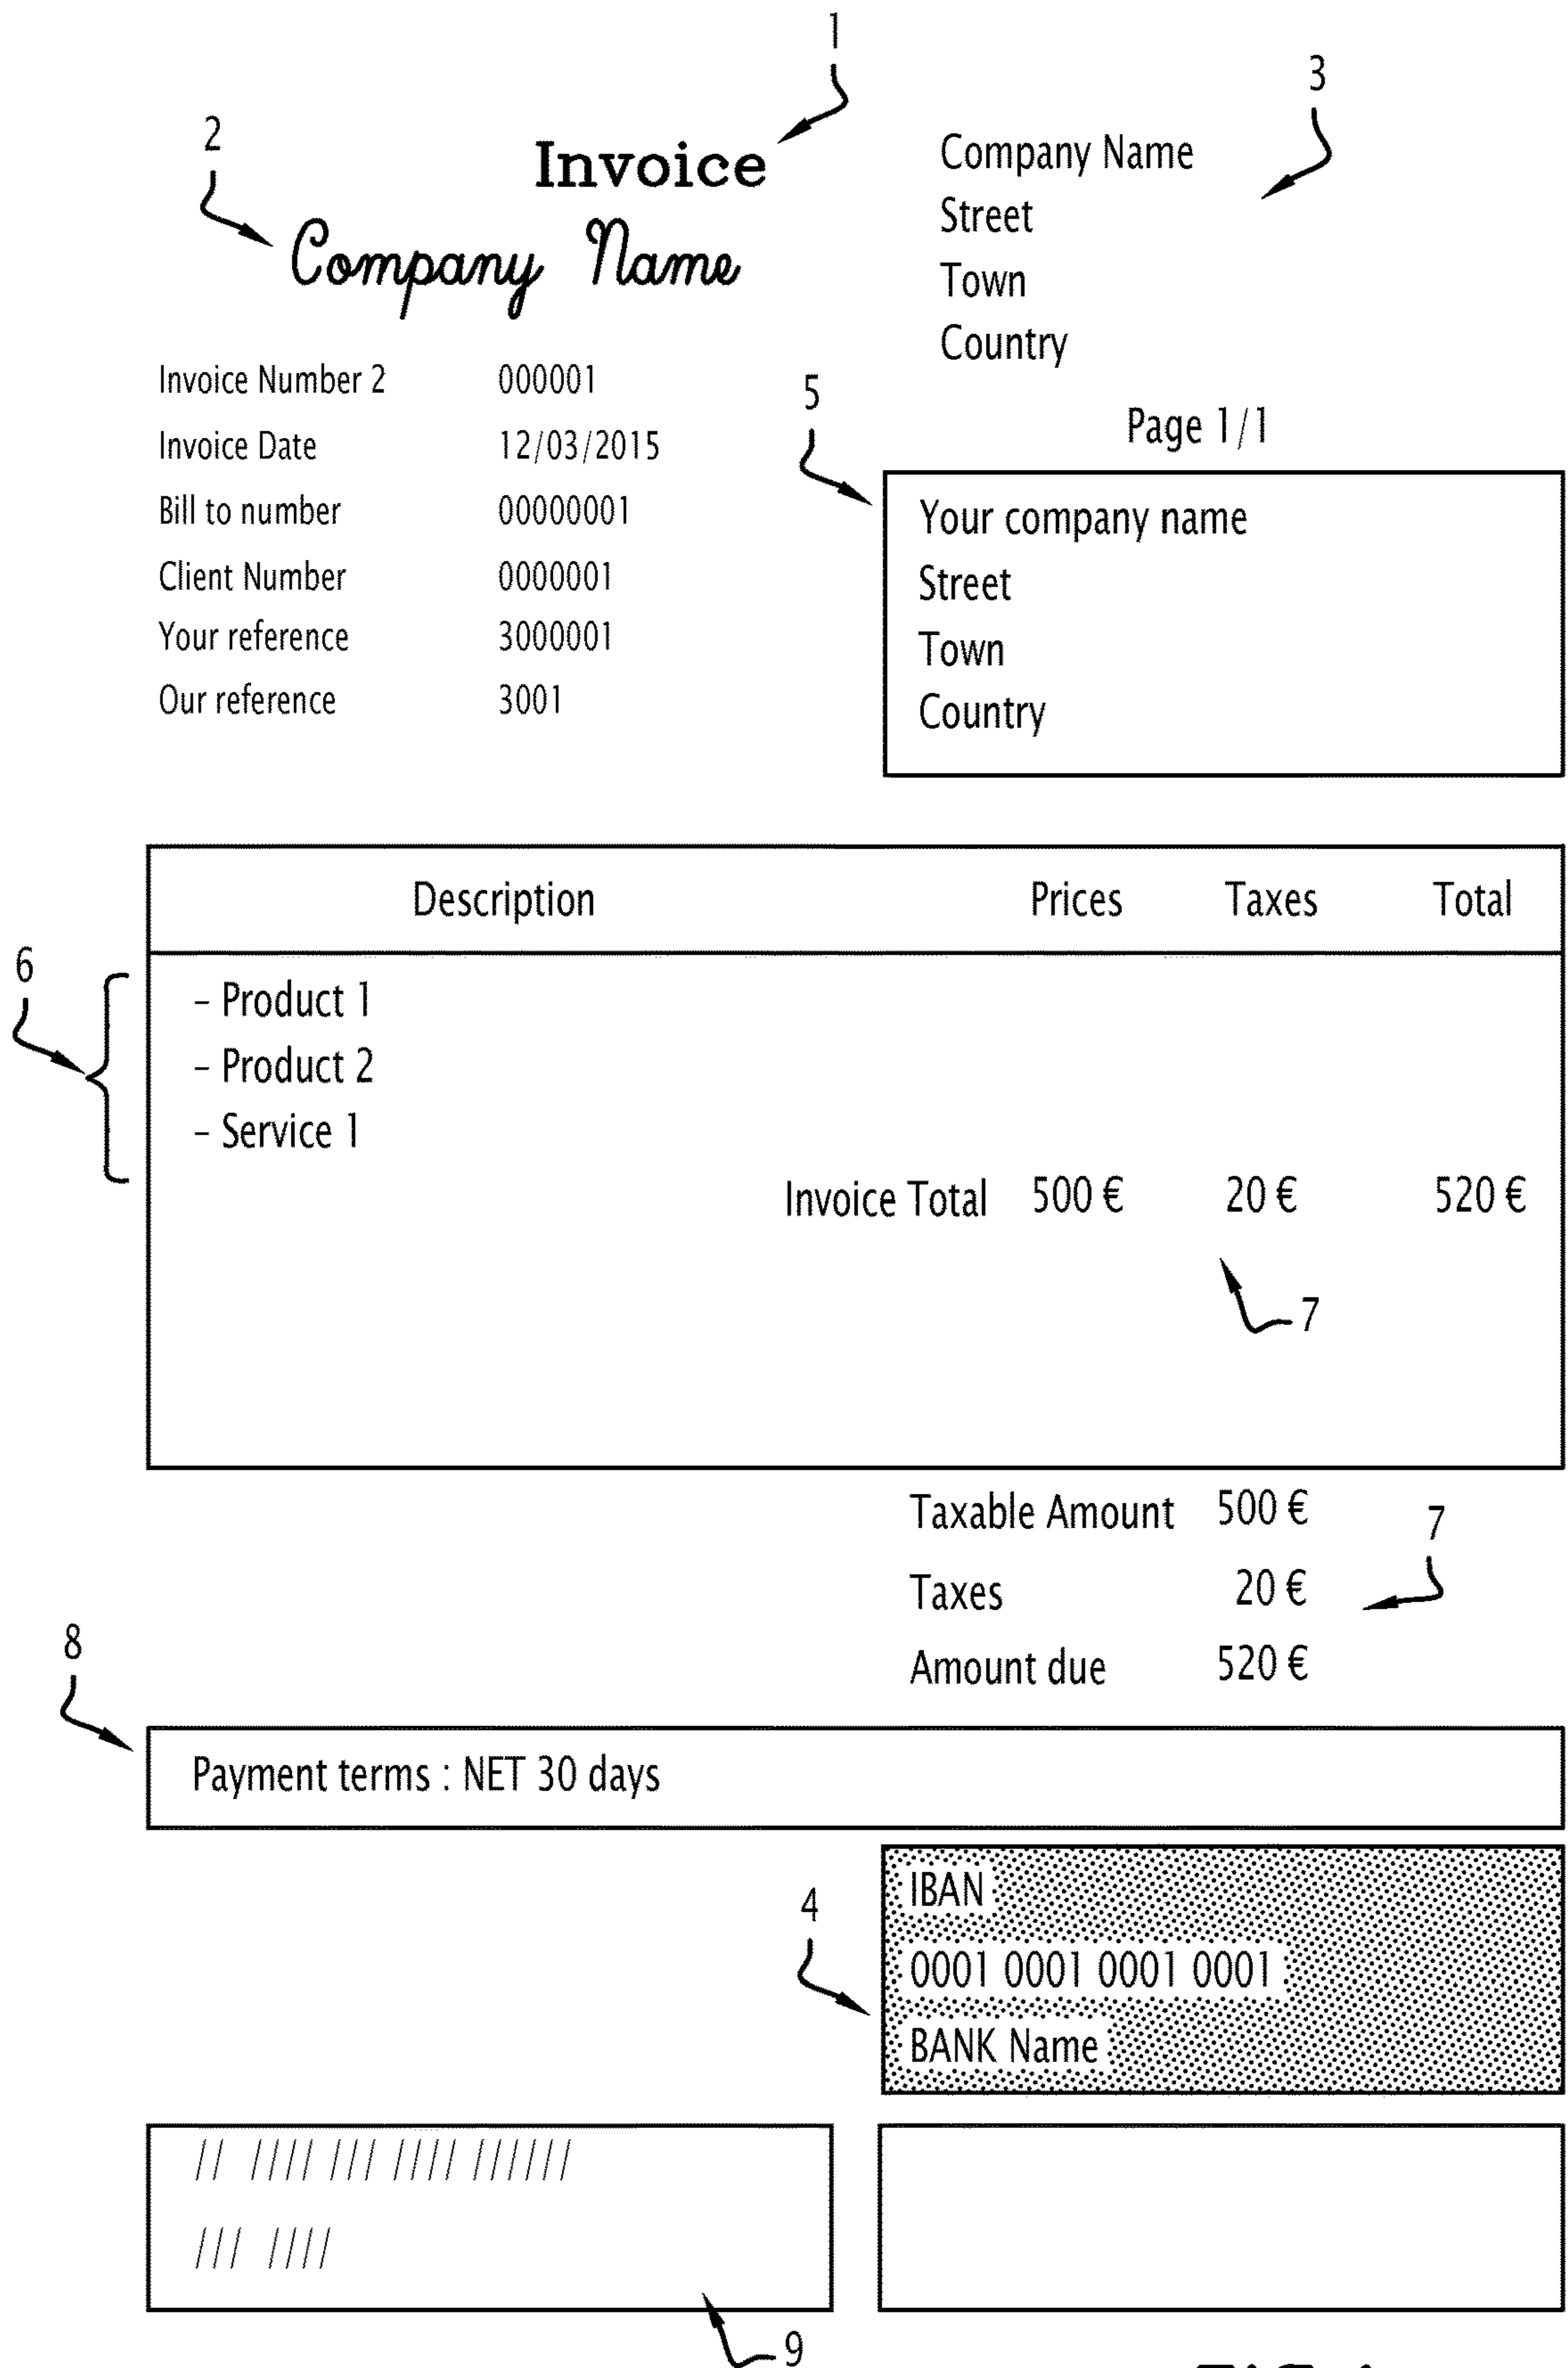 1
3
2
Invoice
Company Name
Company Name
Street
Town
Country
Invoice Number 2 000001
Invoice Date 12/03/2015
Bill to number 00000001
Client Number 0000001
Your reference 3000001
Our reference 3001
5
Page 1/1
Your company name
Street
Town
Country
Description Prices Taxes Total
6
- Product 1
- Product 2
- Service 1
Invoice Total 500 € 20 € 520 €
7
Taxable Amount 500 €
7
Taxes 20 €
Amount due 520 €
8
Payment terms : NET 30 days
4
IBAN
0001 0001 0001 0001
BANK Name
// //// /// //// //////
/// ////
9